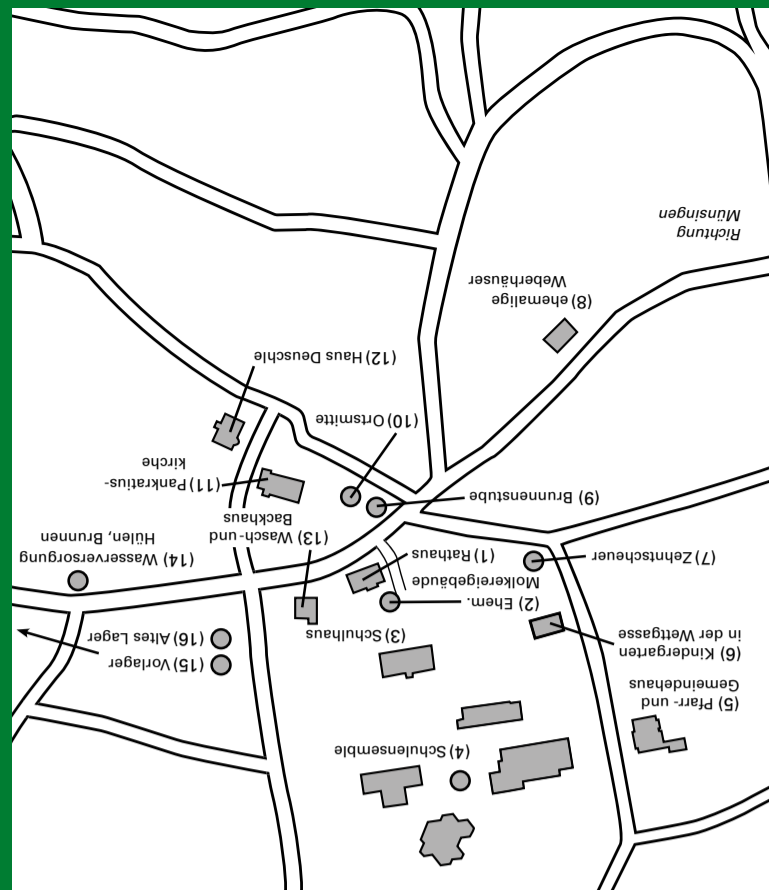 (5) Pfarr- und
Gemeindehaus
(4) Schulensemble
(6) Kindergarten
in der Wettgasse
(15) Vorlager
(16) Altes Lager
(3) Schulhaus
(2) Ehem.
Molkereigebäude
(1) Rathaus
(7) Zehntscheuer
(14) Wasserversorgung
Hülen, Brunnen
(13) Wasch- und
Backhaus
(9) Brunnenstube
(11) Pankratius-
kirche
(10) Ortsmitte
(12) Haus Deuschle
(8) ehemalige
Weberhäuser
Richtung
Münsingen